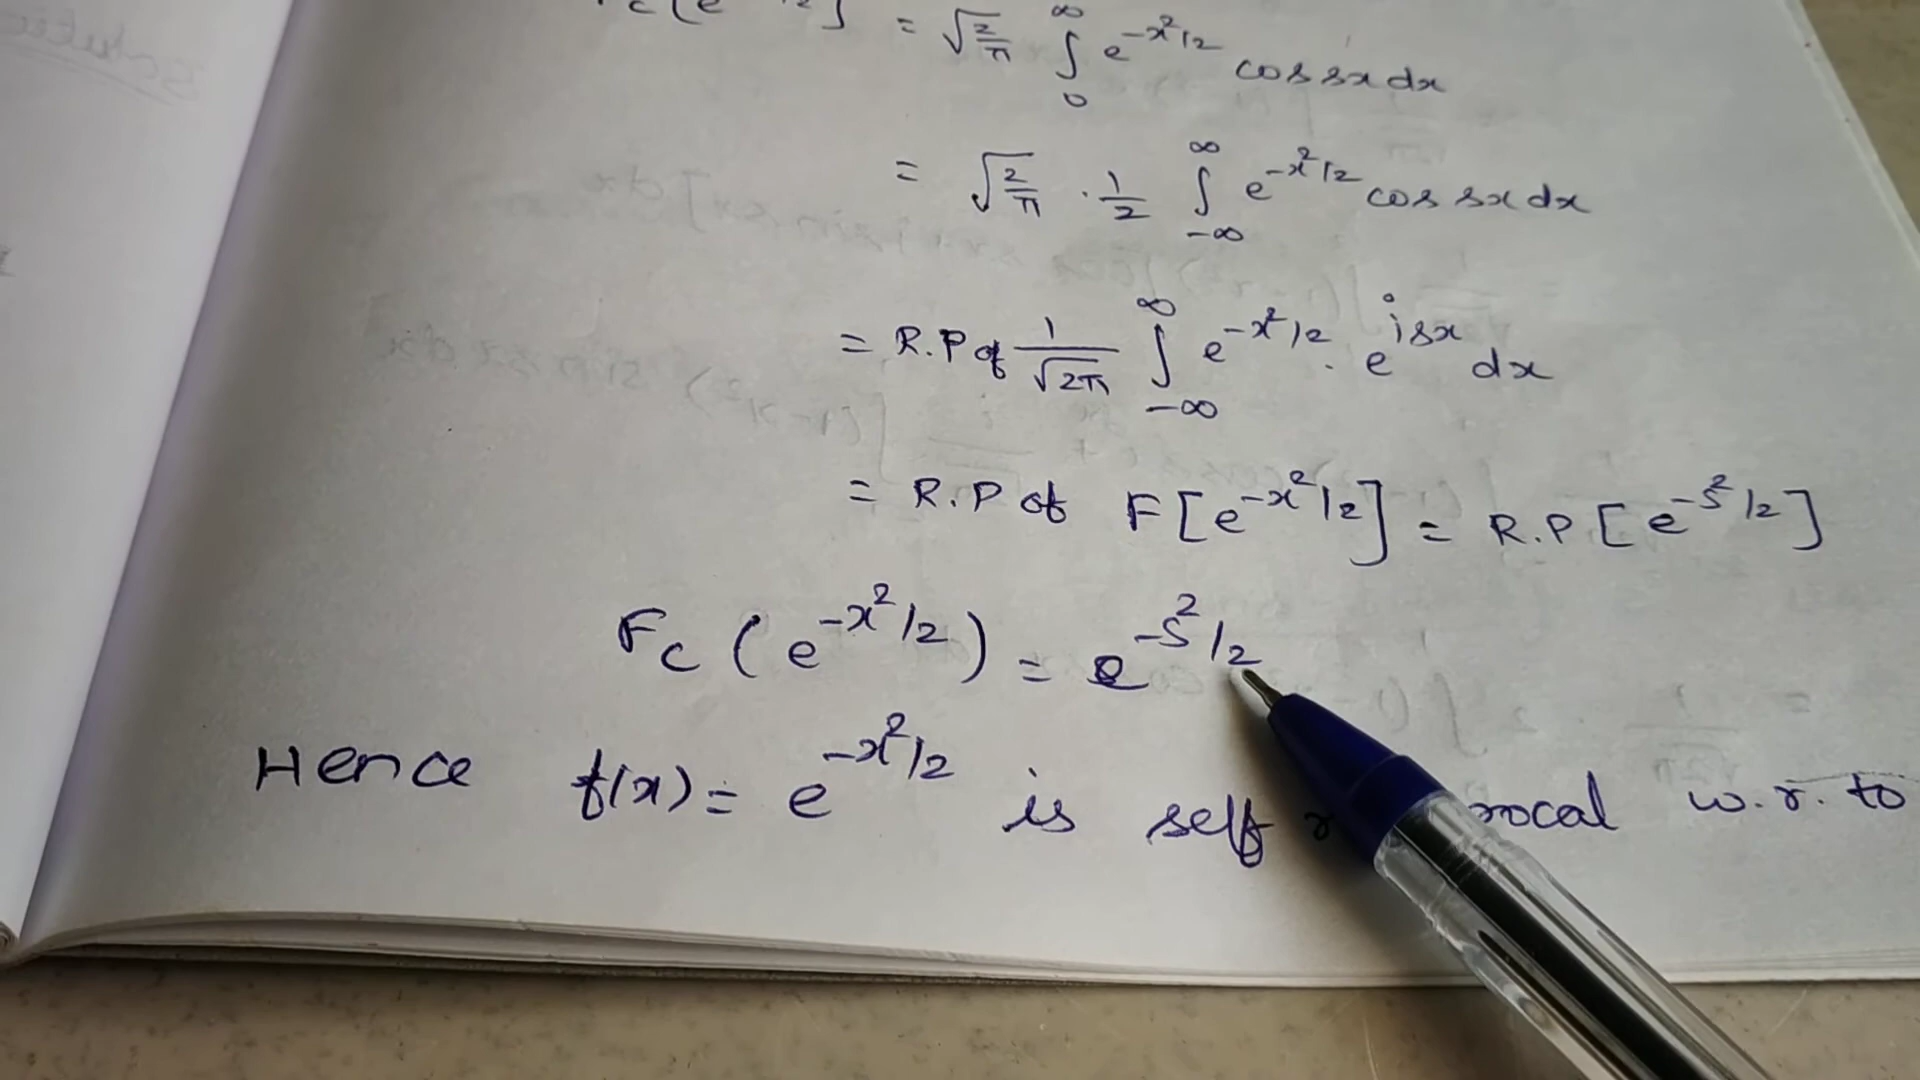 = √2/π ∫₀^∞ e^{-x²/2} cos sx dx
= √2/π · 1/2 ∫_{-∞}^{∞} e^{-x²/2} cos sx dx
= R.P of 1/√2π ∫_{-∞}^{∞} e^{-x²/2} . e^{isx} dx
= R.P of F[e^{-x²/2}] = R.P [e^{-s²/2}]
Fc (e^{-x²/2}) = e^{-s²/2}
Hence f(x) = e^{-x²/2} is self w.r. to